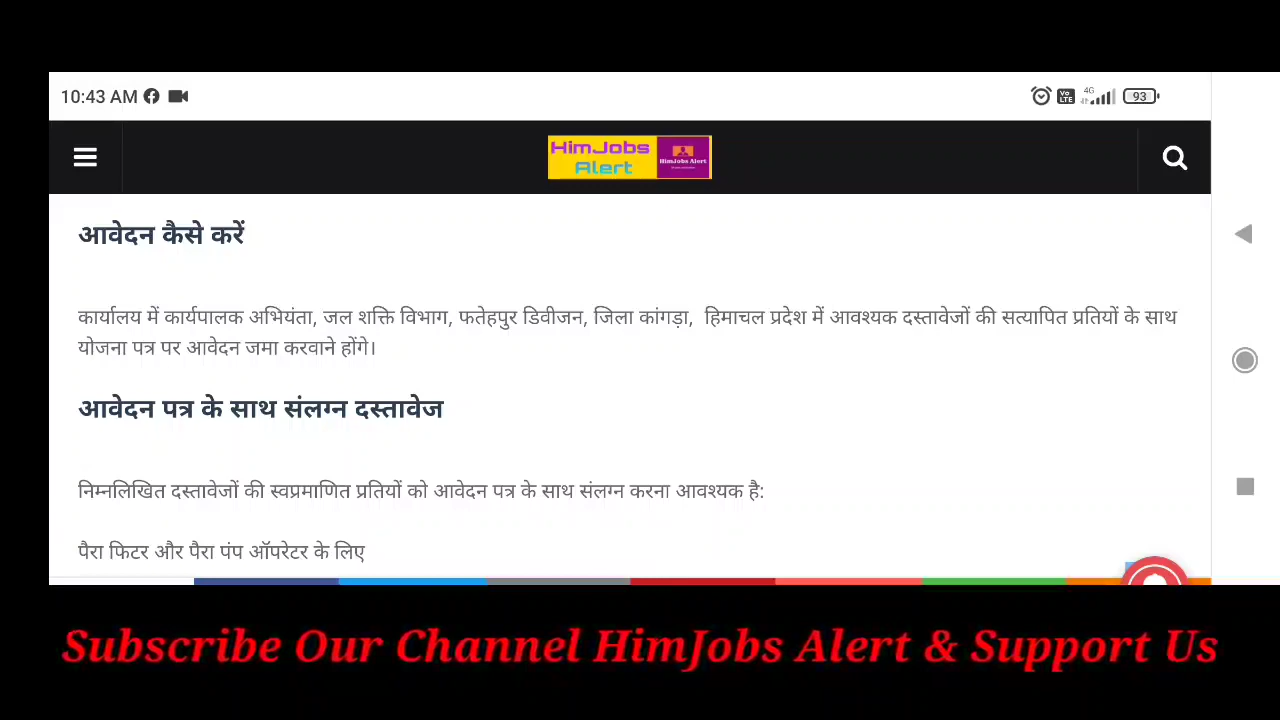 10:43 AM
Vo LTE 4G 93
HimJobs Alert
HimJobs Alert
आवेदन कैसे करें
कार्यालय में कार्यपालक अभियंता, जल शक्ति विभाग, फतेहपुर डिवीजन, जिला कांगड़ा, हिमाचल प्रदेश में आवश्यक दस्तावेजों की सत्यापित प्रतियों के साथ
योजना पत्र पर आवेदन जमा करवाने होंगे।
आवेदन पत्र के साथ संलग्न दस्तावेज
निम्नलिखित दस्तावेजों की स्वप्रमाणित प्रतियों को आवेदन पत्र के साथ संलग्न करना आवश्यक है:
पैरा फिटर और पैरा पंप ऑपरेटर के लिए
Subscribe Our Channel HimJobs Alert & Support Us